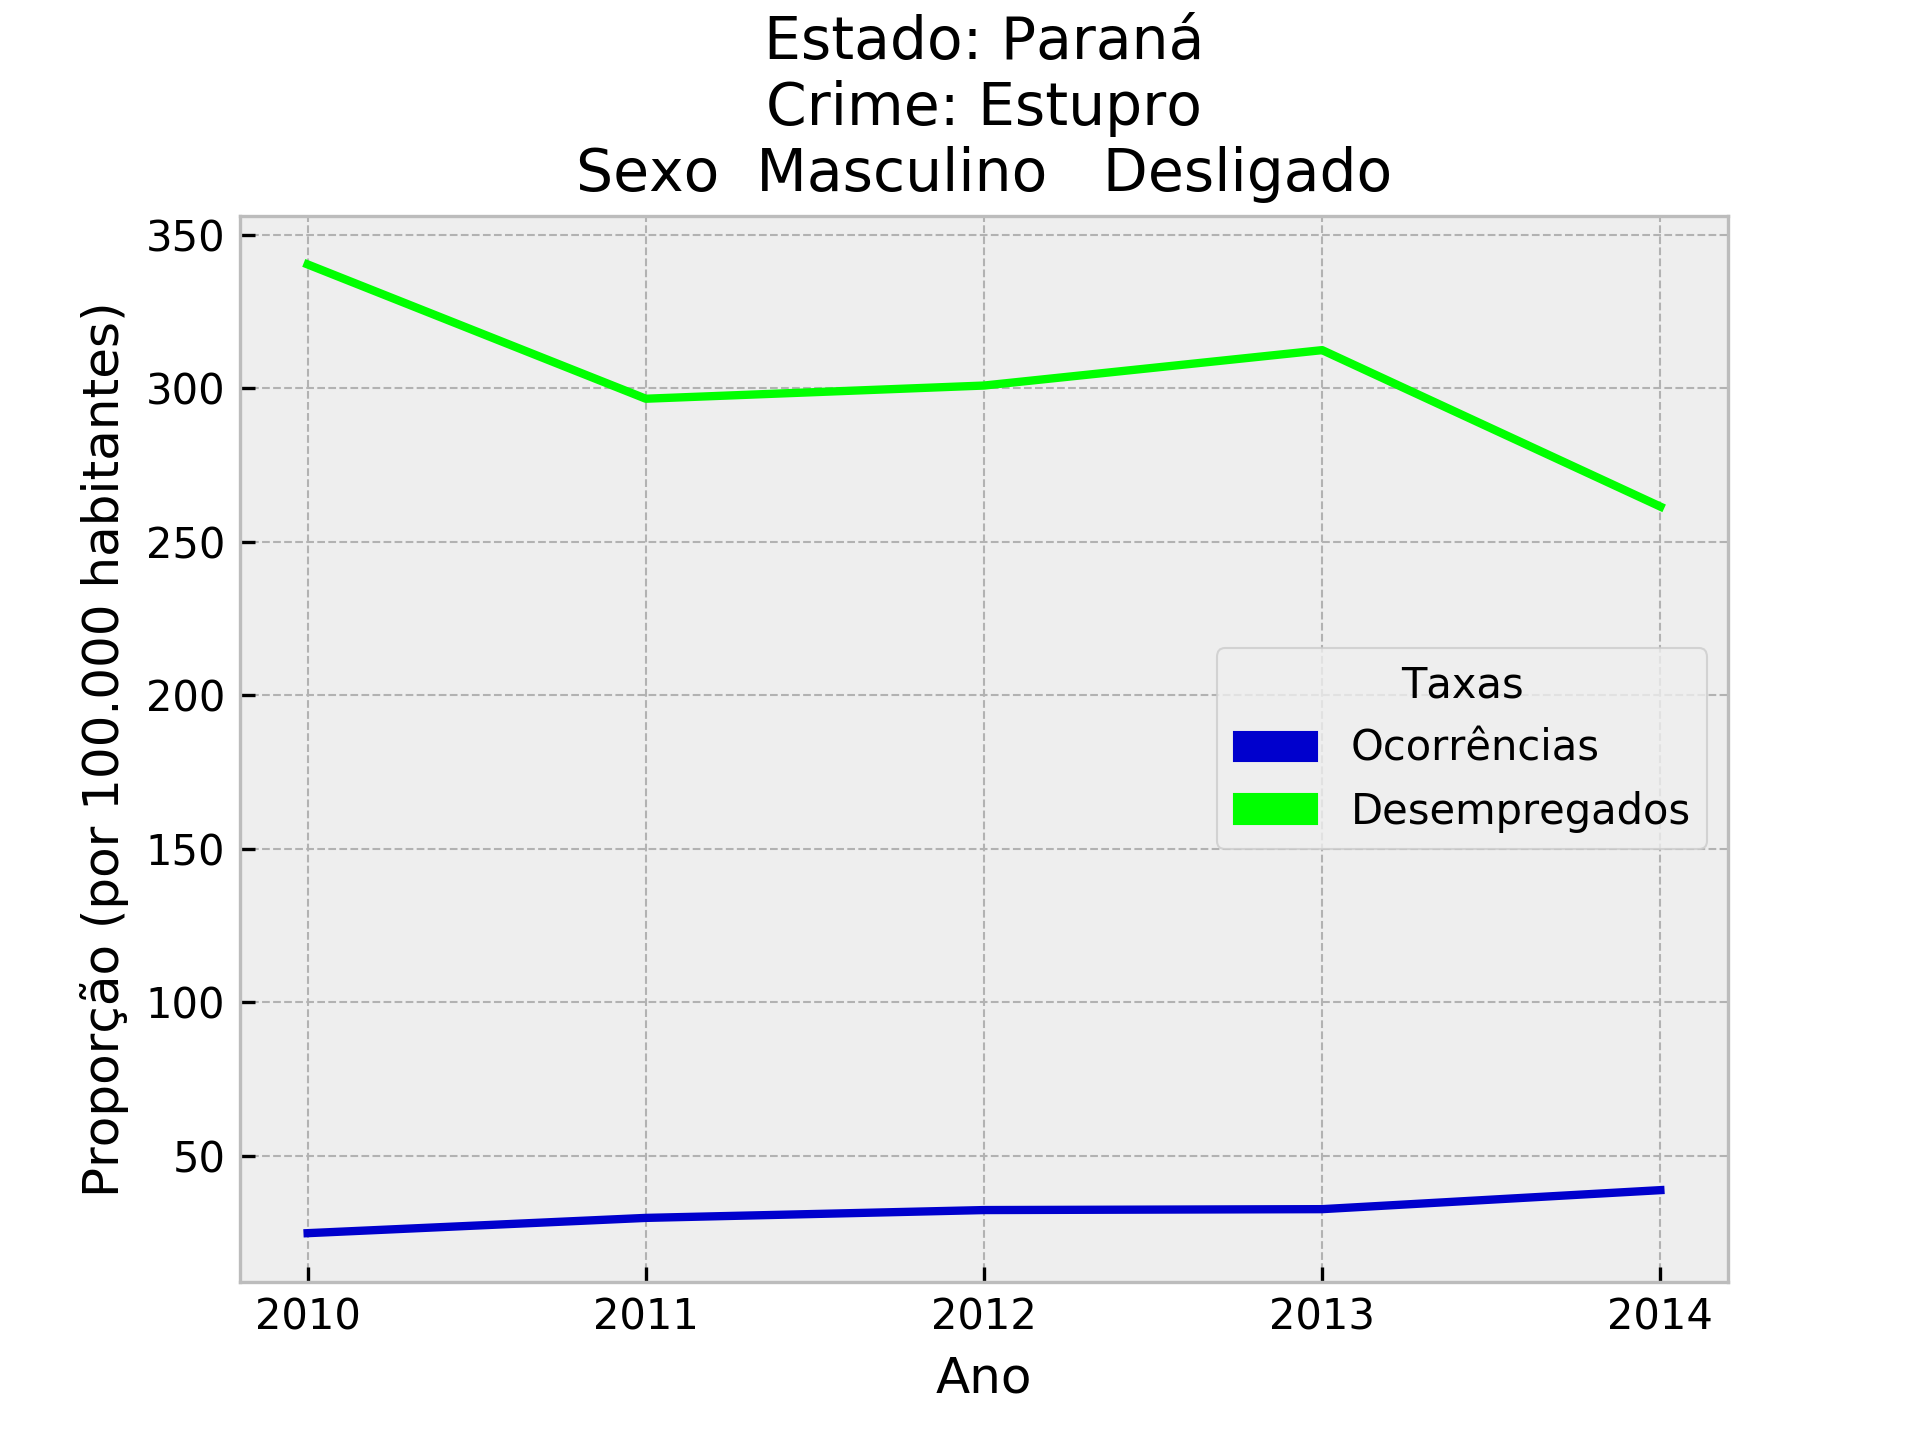 Estado: Paraná
Crime: Estupro
Sexo  Masculino   Desligado
Proporção (por 100.000 habitantes)
350
300
250
200
150
100
50
Taxas
Ocorrências
Desempregados
2010 2011 2012 2013 2014
Ano